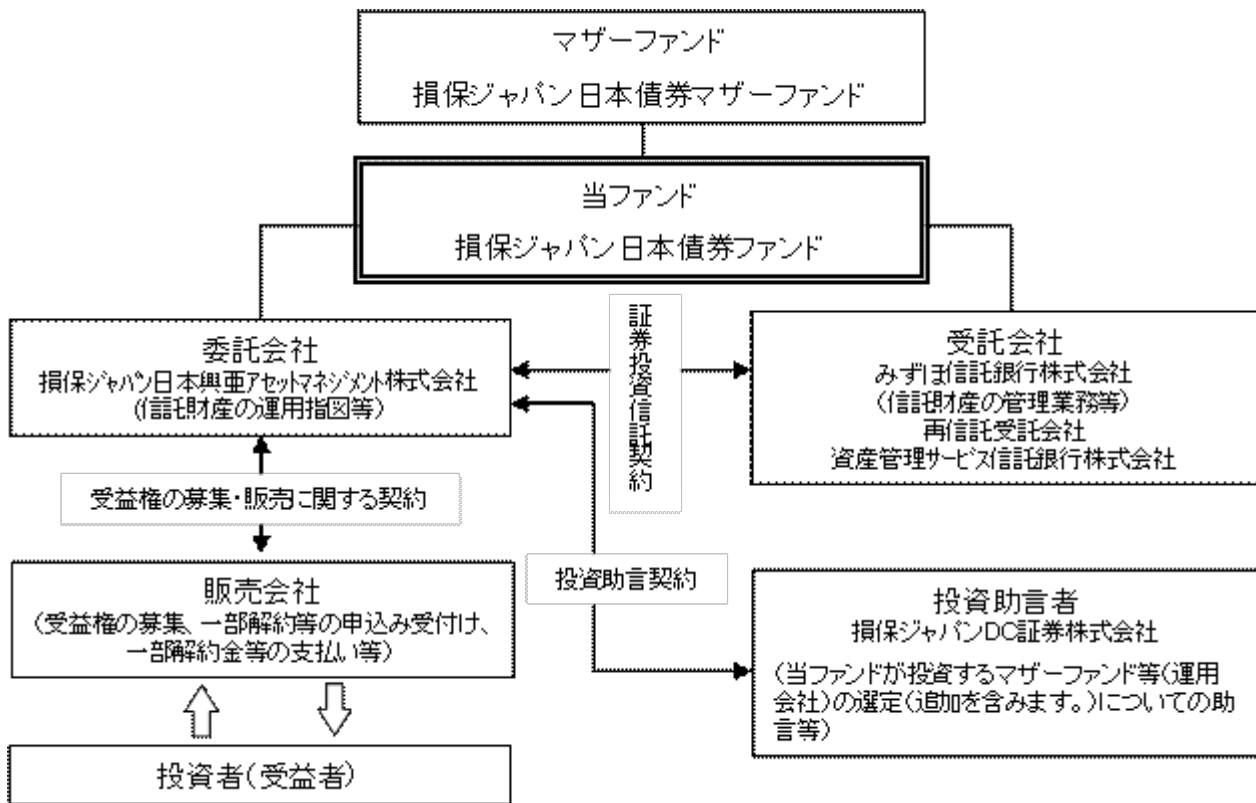 マザーファンド
損保ジャパン日本債券マザーファンド
当ファンド
損保ジャパン日本債券ファンド
委託会社
損保ジャパン日本興亜アセットマネジメント株式会社
(信託財産の運用指図等)
証券投資信託契約
受託会社
みずほ信託銀行株式会社
(信託財産の管理業務等)
再信託受託会社
資産管理サービス信託銀行株式会社
受益権の募集・販売に関する契約
投資助言契約
販売会社
(受益権の募集、一部解約等の申込み受付け、
一部解約金等の支払い等)
投資助言者
損保ジャパンDC証券株式会社
(当ファンドが投資するマザーファンド等(運用
会社)の選定(追加を含みます。)についての助
言等)
投資者(受益者)